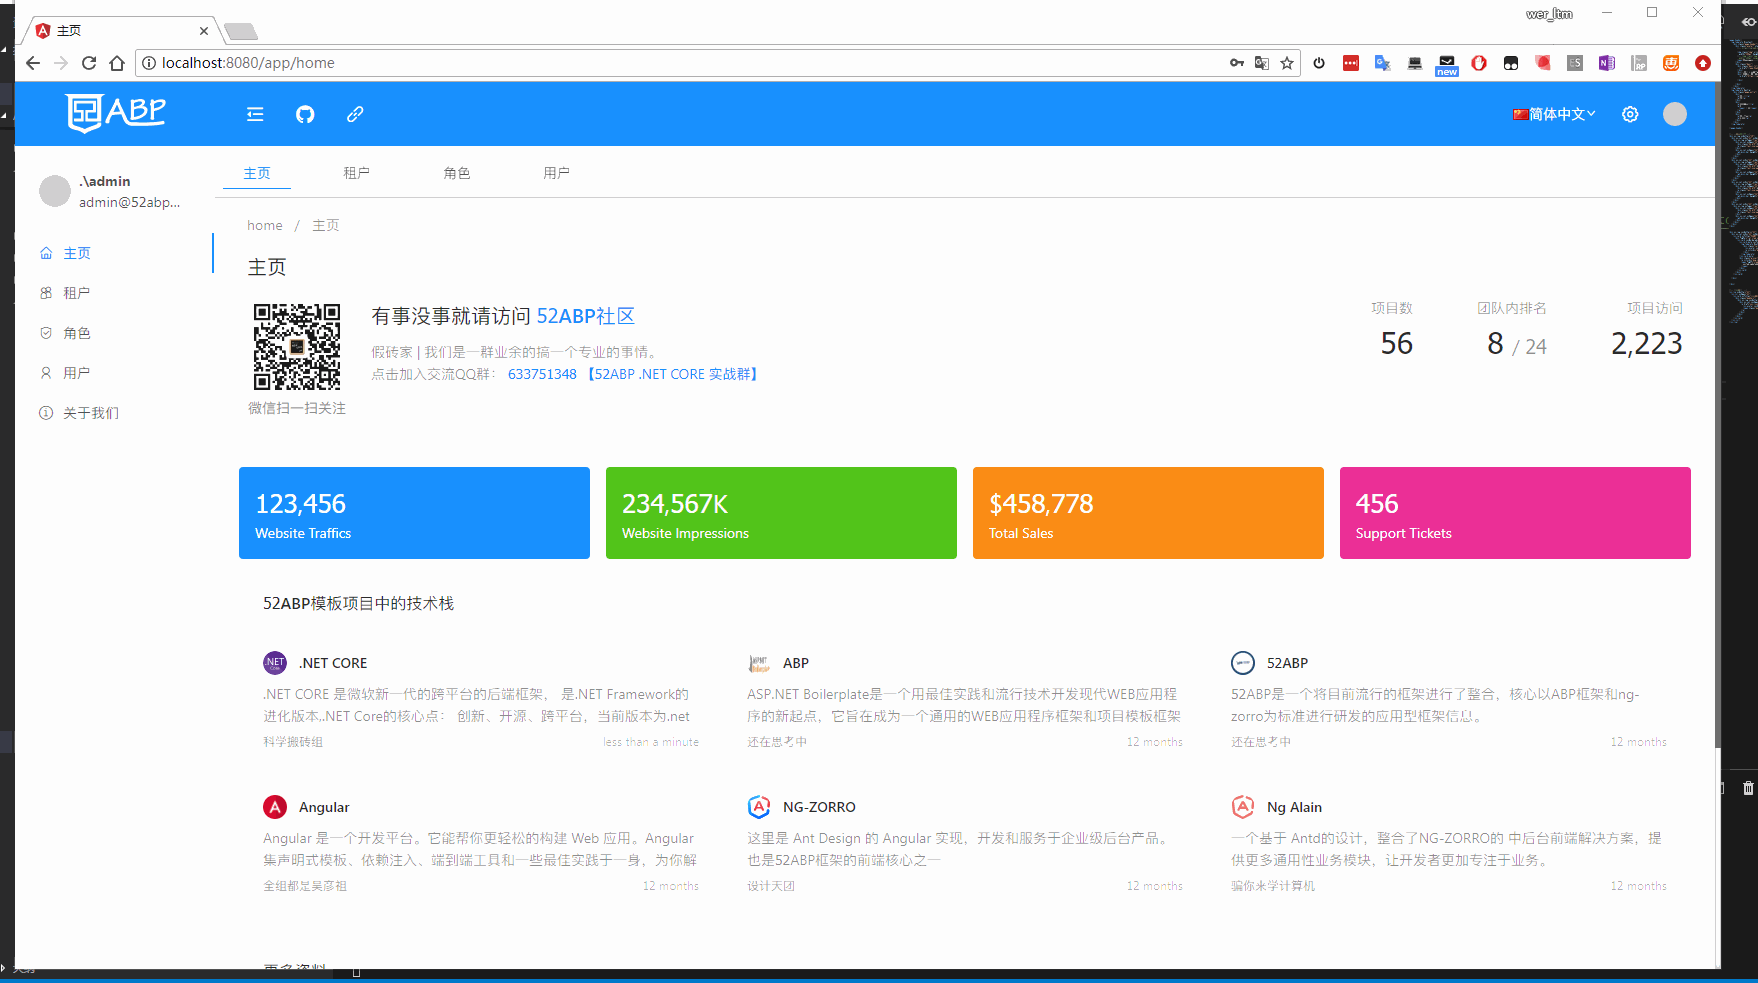 wer_ltm
主页
localhost:8080/app/home
new
ES
RP
52ABP
简体中文
.\admin
admin@52abp...
主页
租户
角色
用户
关于我们
主页 租户 角色 用户
home / 主页
主页
有事没事就请访问 52ABP社区
假砖家 | 我们是一群业余的搞一个专业的事情。
点击加入交流QQ群： 633751348 【52ABP .NET CORE 实战群】
微信扫一扫关注
项目数
56
团队内排名
8 / 24
项目访问
2,223
123,456
Website Traffics
234,567K
Website Impressions
$458,778
Total Sales
456
Support Tickets
52ABP模板项目中的技术栈
.NET CORE
.NET CORE 是微软新一代的跨平台的后端框架， 是.NET Framework的
进化版本,.NET Core的核心点： 创新、开源、跨平台，当前版本为.net
科学搬砖组 less than a minute
ABP
ASP.NET Boilerplate是一个用最佳实践和流行技术开发现代WEB应用程
序的新起点，它旨在成为一个通用的WEB应用程序框架和项目模板框架
还在思考中 12 months
52ABP
52ABP是一个将目前流行的框架进行了整合，核心以ABP框架和ng-
zorro为标准进行研发的应用型框架信息。
还在思考中 12 months
Angular
Angular 是一个开发平台。它能帮你更轻松的构建 Web 应用。Angular
集声明式模板、依赖注入、端到端工具和一些最佳实践于一身，为你解
全组都是吴彦祖 12 months
NG-ZORRO
这里是 Ant Design 的 Angular 实现，开发和服务于企业级后台产品。
也是52ABP框架的前端核心之一
设计天团 12 months
Ng Alain
一个基于 Antd的设计，整合了NG-ZORRO的 中后台前端解决方案，提
供更多通用性业务模块，让开发者更加专注于业务。
骗你来学计算机 12 months
更多资料